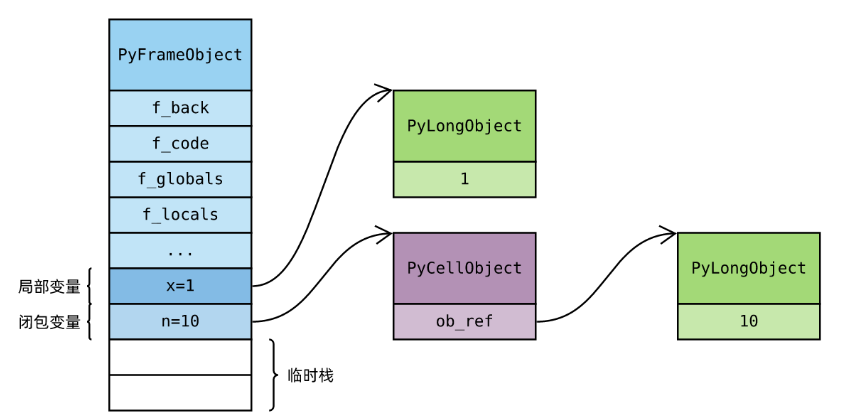 PyFrameObject
f_back
f_code
f_globals
f_locals
...
局部变量
x=1
闭包变量
n=10
临时栈
PyLongObject
1
PyCellObject
ob_ref
PyLongObject
10